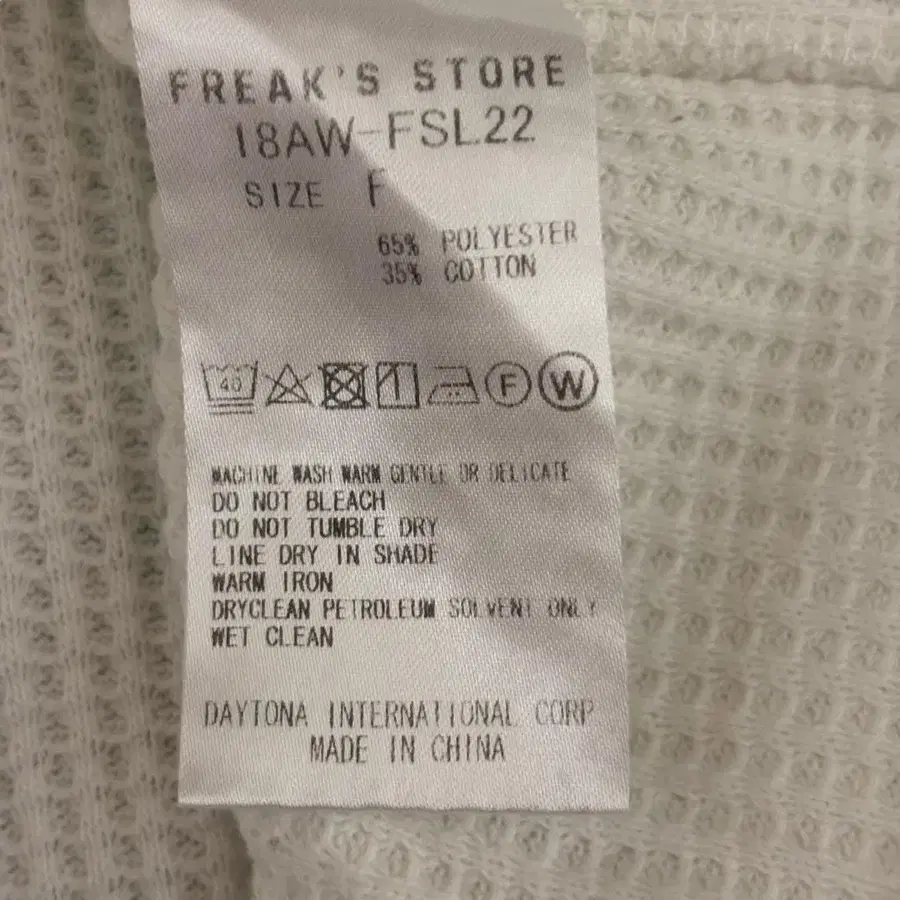 FREAK'S STORE
18AW-FSL22
SIZE F
65% POLYESTER
35% COTTON
40 F W
MACHINE WASH WARM GENTLE OR DELICATE
DO NOT BLEACH
DO NOT TUMBLE DRY
LINE DRY IN SHADE
WARM IRON
DRYCLEAN PETROLEUM SOLVENT ONLY
WET CLEAN
DAYTONA INTERNATIONAL CORP
MADE IN CHINA